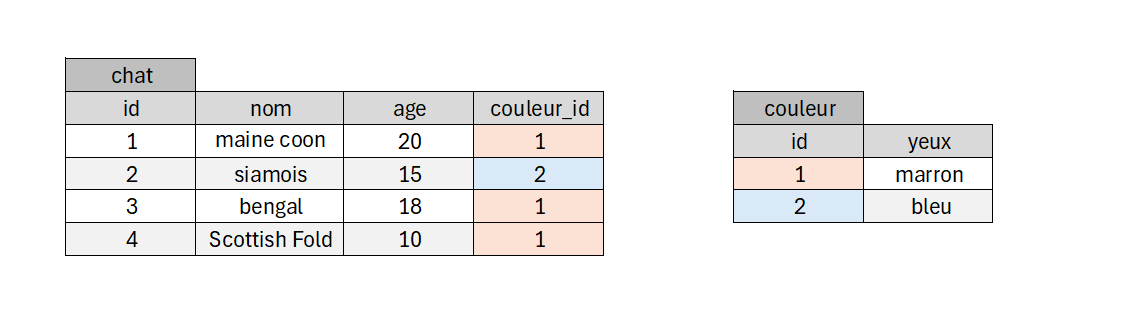 chat
id nom age couleur_id
1 maine coon 20 1
2 siamois 15 2
3 bengal 18 1
4 Scottish Fold 10 1
couleur
id yeux
1 marron
2 bleu